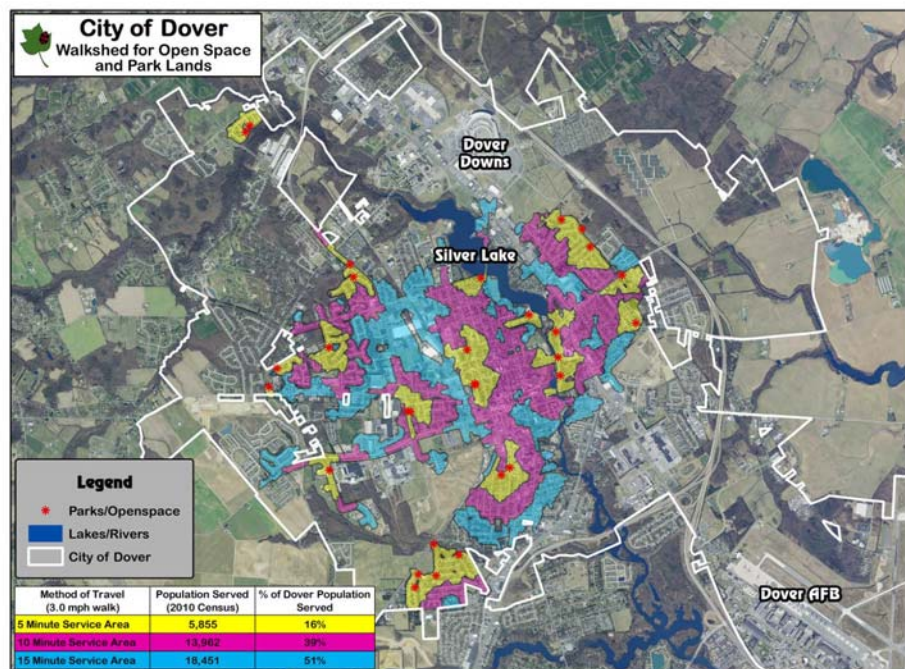 City of Dover
Walkshed for Open Space
and Park Lands
Dover
Downs
Silver Lake
Legend
Parks/Openspace
Lakes/Rivers
City of Dover
Dover AFB
Method of Travel
(3.0 mph walk)
Population Served
(2010 Census)
% of Dover Population
Served
5 Minute Service Area 5,855 16%
10 Minute Service Area 13,962 39%
15 Minute Service Area 18,451 51%